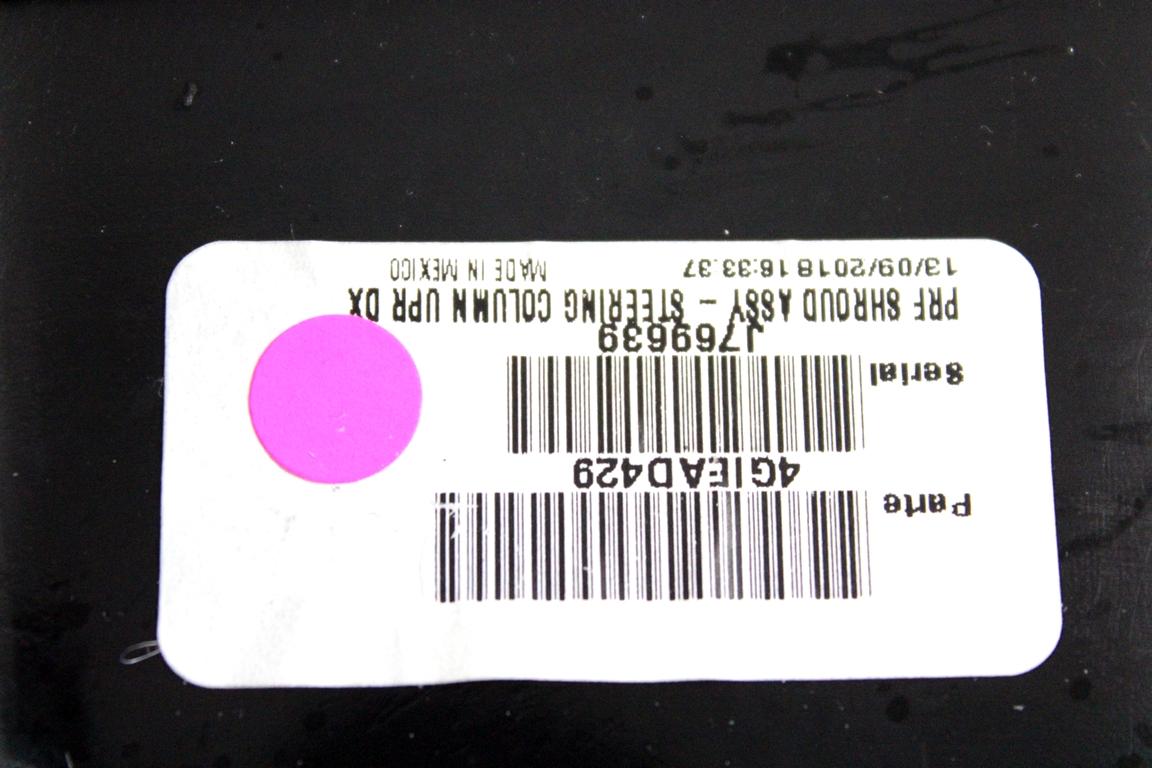 Parte
4GIEAD429
Serial
J769639
PRF SHROUD ASSY – STEERING COLUMN UPR DX
13/09/2018 16:33.37 MADE IN MEXICO